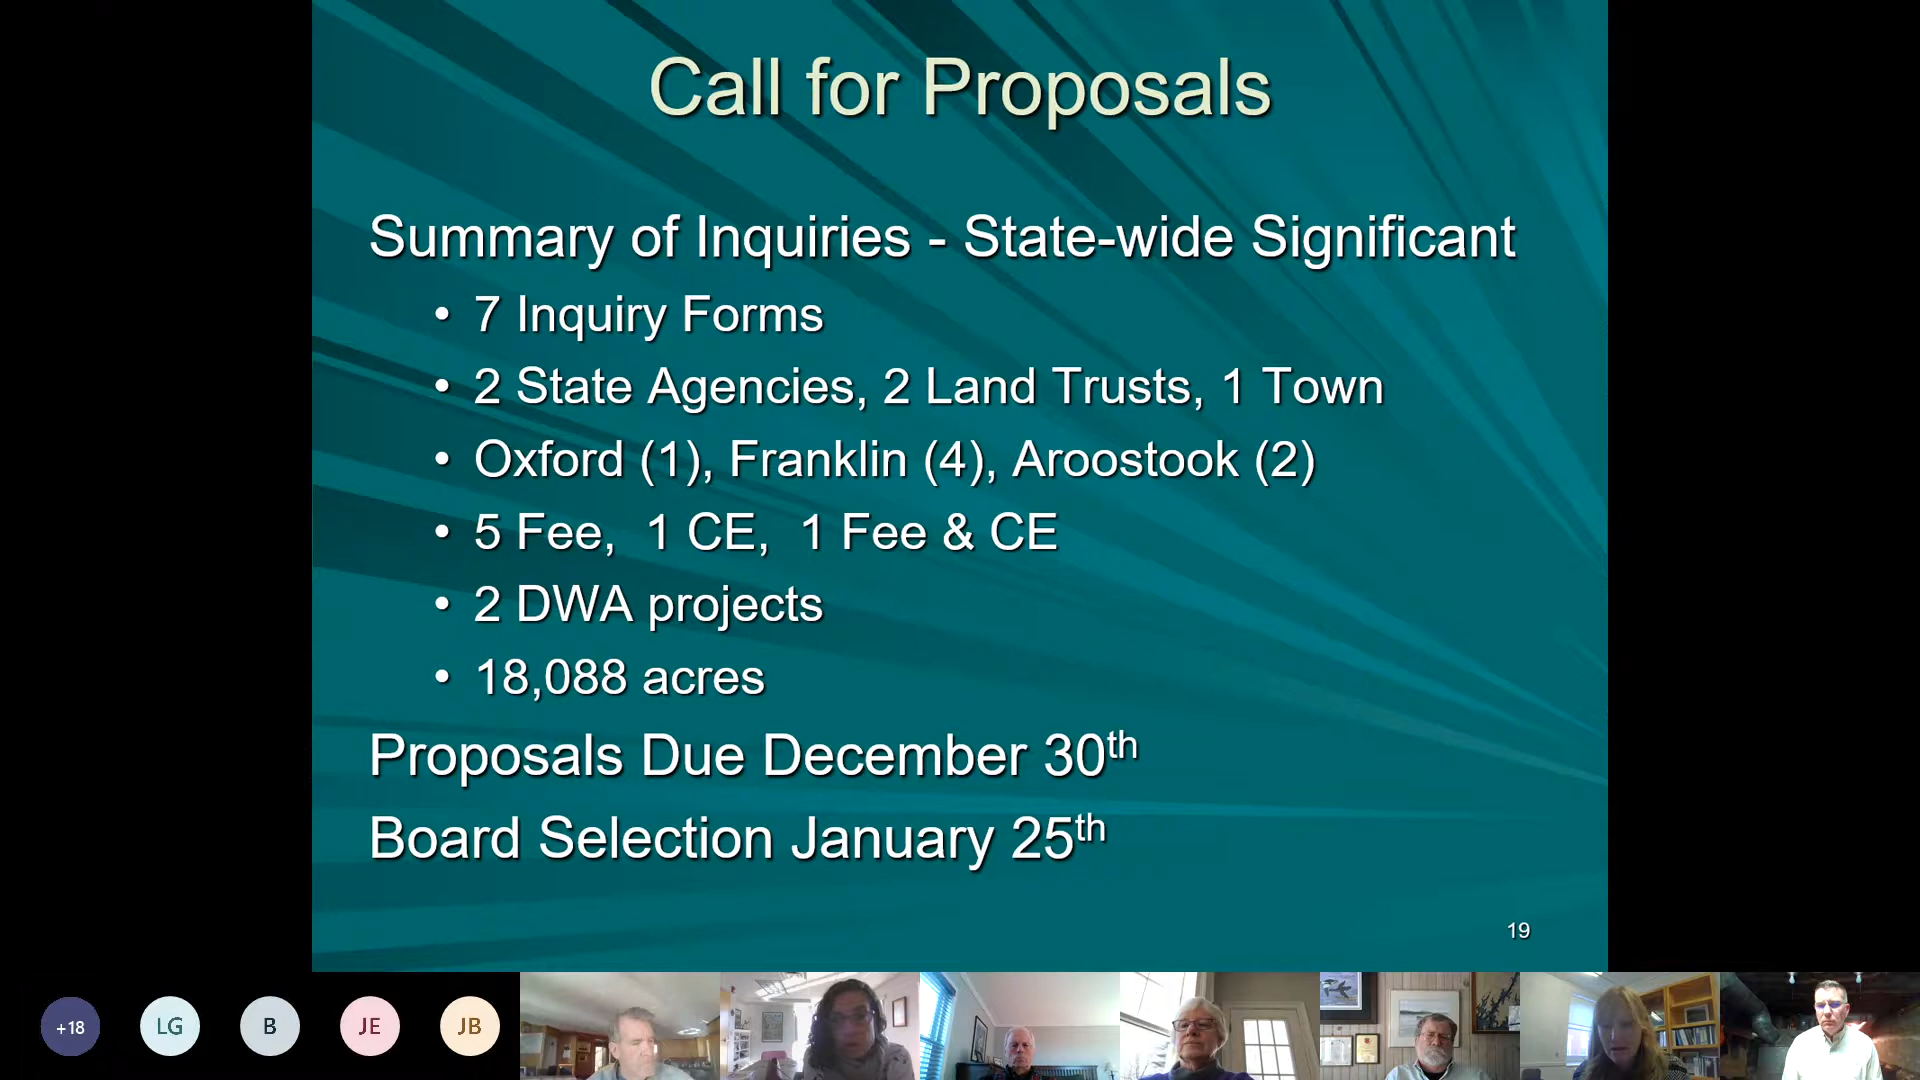 Call for Proposals
Summary of Inquiries - State-wide Significant
• 7 Inquiry Forms
• 2 State Agencies, 2 Land Trusts, 1 Town
• Oxford (1), Franklin (4), Aroostook (2)
• 5 Fee, 1 CE, 1 Fee & CE
• 2 DWA projects
• 18,088 acres
Proposals Due December 30th
Board Selection January 25th
19
+18 LG B JE JB